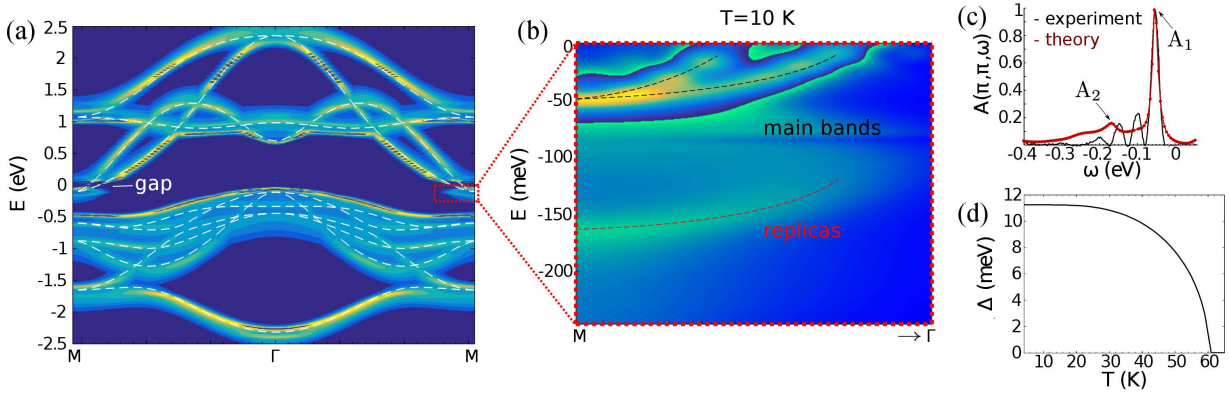 (a)
2.5
2
1.5
1
0.5
0
-0.5
-1
-1.5
-2
-2.5
E (eV)
gap
M
Γ
M
(b)
T=10 K
0
-50
-100
-150
-200
E (meV)
main bands
replicas
M
→ Γ
(c)
1
0.8
0.6
0.4
0.2
A(π,π,ω)
- experiment
- theory
A1
A2
-0.4
-0.3
-0.2
-0.1
0
ω (eV)
(d)
12
10
8
6
4
2
0
Δ (meV)
10
20
30
40
50
60
T (K)